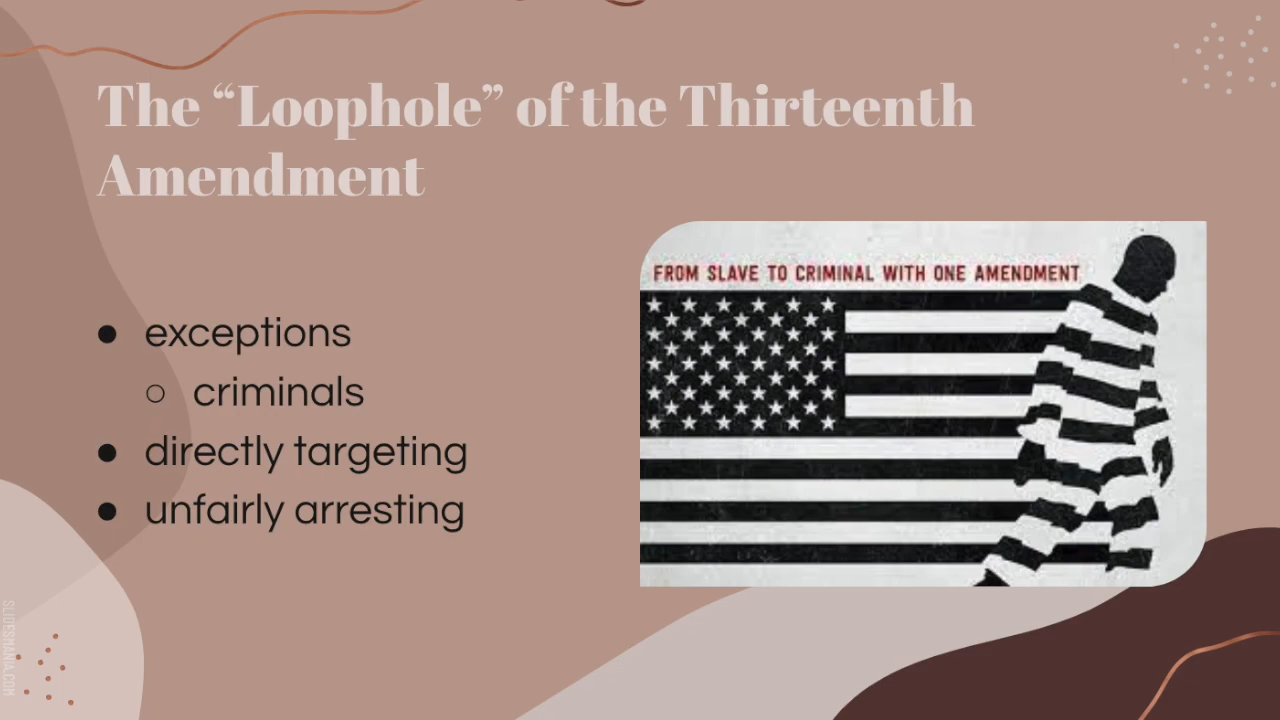 The “Loophole” of the Thirteenth
Amendment
FROM SLAVE TO CRIMINAL WITH ONE AMENDMENT
● exceptions
○ criminals
● directly targeting
● unfairly arresting
SLIDESMANIA.COM